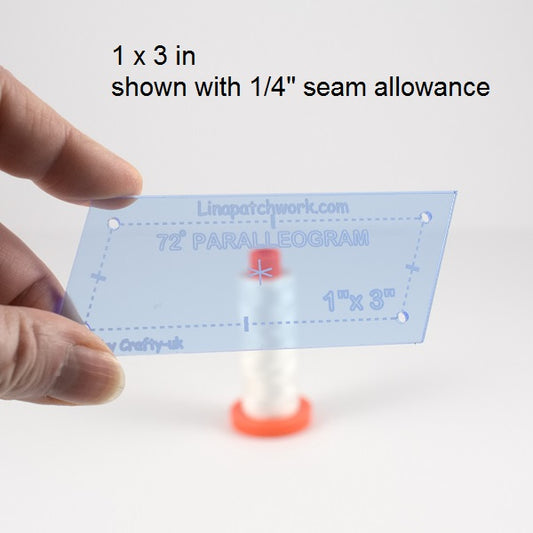 1 x 3 in
shown with 1/4" seam allowance
Linapatchwork.com
72° PARALLEOGRAM
1"x 3"
y Crafty-uk